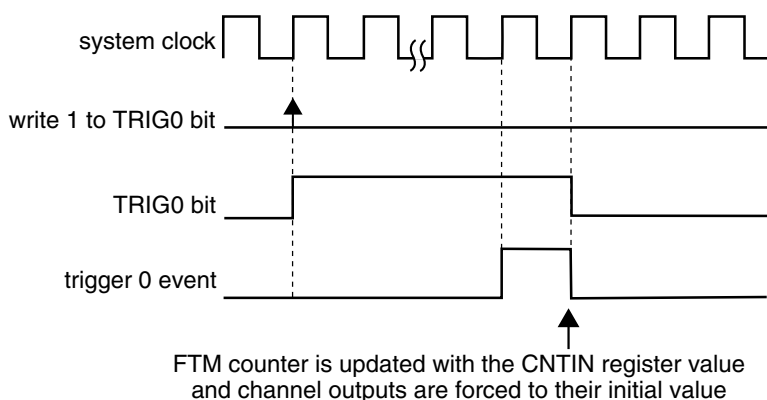 system clock
write 1 to TRIG0 bit
TRIG0 bit
trigger 0 event
FTM counter is updated with the CNTIN register value
and channel outputs are forced to their initial value